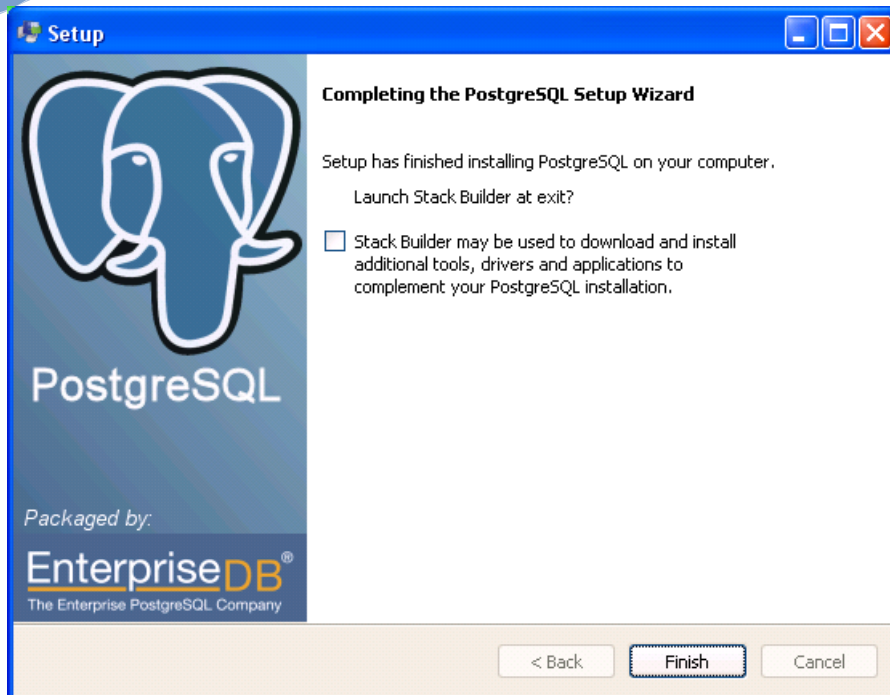 Setup
Completing the PostgreSQL Setup Wizard
Setup has finished installing PostgreSQL on your computer.
Launch Stack Builder at exit?
Stack Builder may be used to download and install
additional tools, drivers and applications to
complement your PostgreSQL installation.
PostgreSQL
Packaged by:
EnterpriseDB®
The Enterprise PostgreSQL Company
< Back
Finish
Cancel